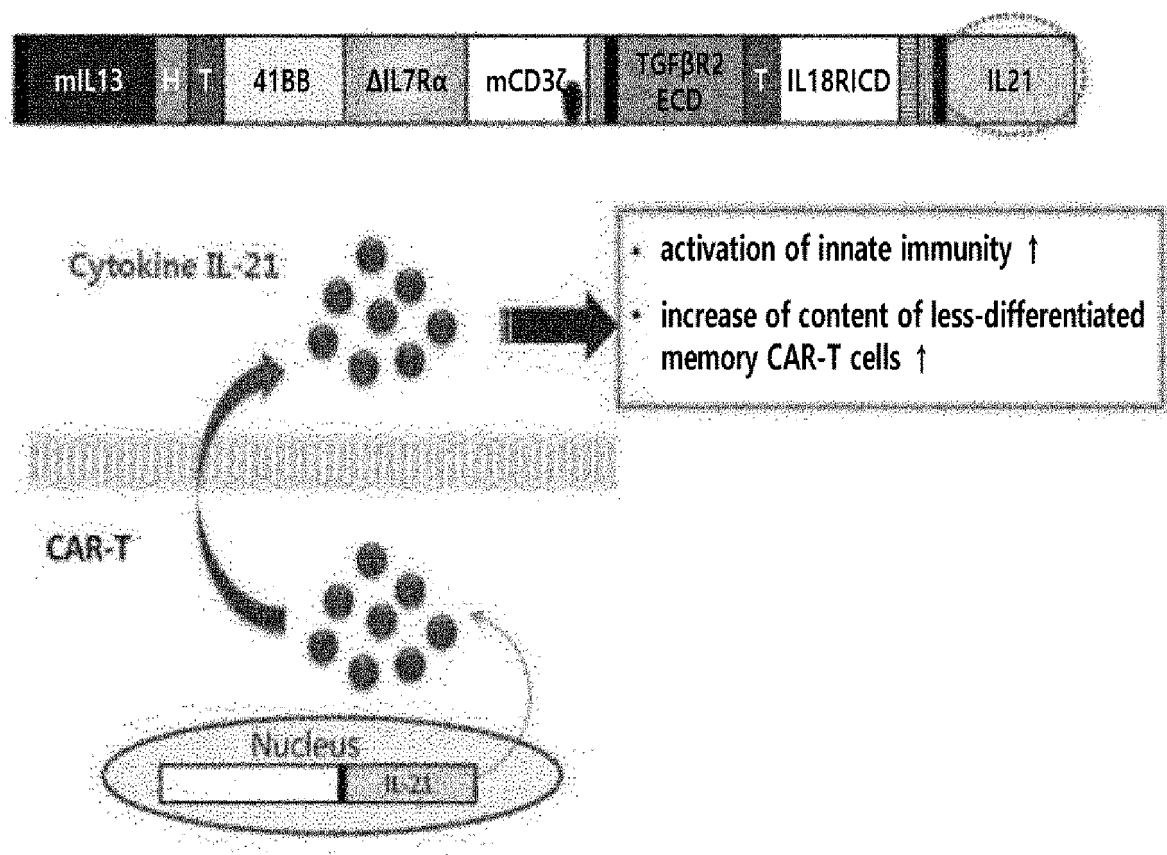 mIL13 H T 41BB ΔIL7Rα mCD3ζ TGFβR2 ECD T IL18RICD IL21
Cytokine IL-21
• activation of innate immunity ↑
• increase of content of less-differentiated
memory CAR-T cells ↑
CAR-T
Nucleus
IL-21